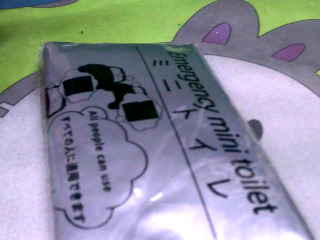 Emergency mini toilet
ミニトイレ
All people can use
すべての人に適用できます